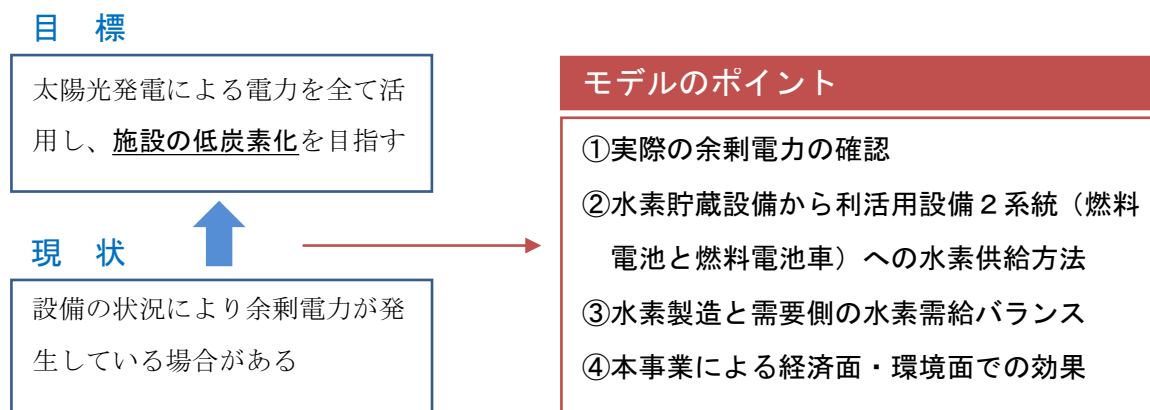 目 標
太陽光発電による電力を全て活
用し、施設の低炭素化を目指す
現 状
設備の状況により余剰電力が発
生している場合がある
モデルのポイント
①実際の余剰電力の確認
②水素貯蔵設備から利活用設備２系統（燃料
電池と燃料電池車）への水素供給方法
③水素製造と需要側の水素需給バランス
④本事業による経済面・環境面での効果